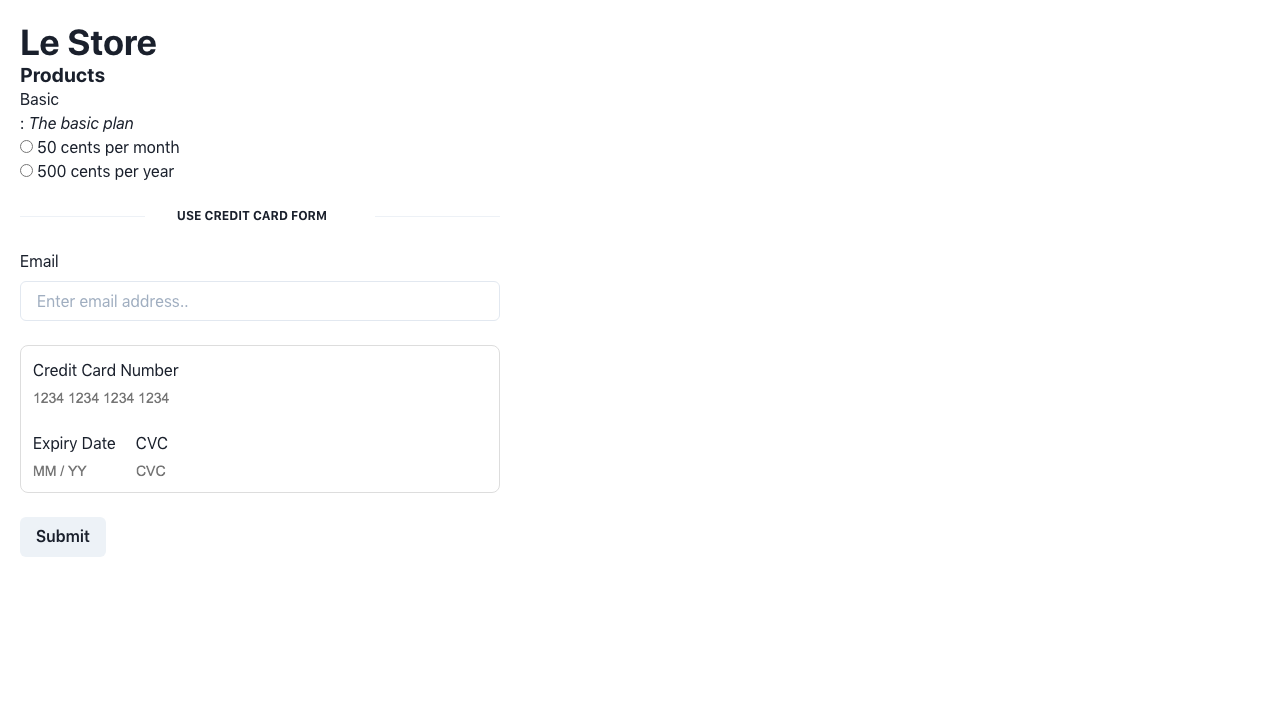 Le Store
Products
Basic
: The basic plan
50 cents per month
500 cents per year
USE CREDIT CARD FORM
Email
Enter email address..
Credit Card Number
1234 1234 1234 1234
Expiry Date CVC
MM / YY CVC
Submit